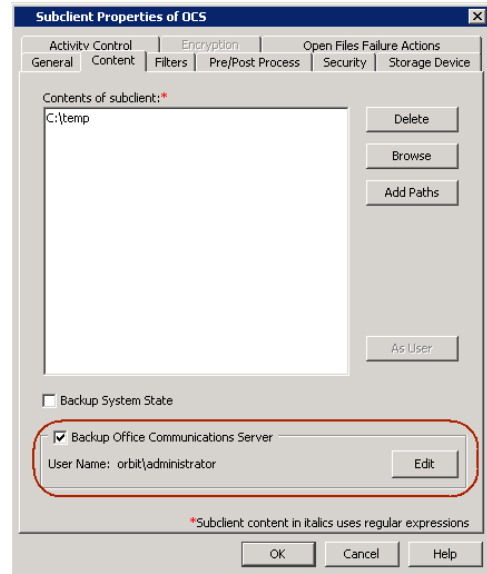 Subclient Properties of OCS
Activity Control Encryption Open Files Failure Actions
General Content Filters Pre/Post Process Security Storage Device
Contents of subclient:*
C:\temp
Delete
Browse
Add Paths
As User
Backup System State
Backup Office Communications Server
User Name: orbit\administrator
Edit
*Subclient content in italics uses regular expressions
OK Cancel Help